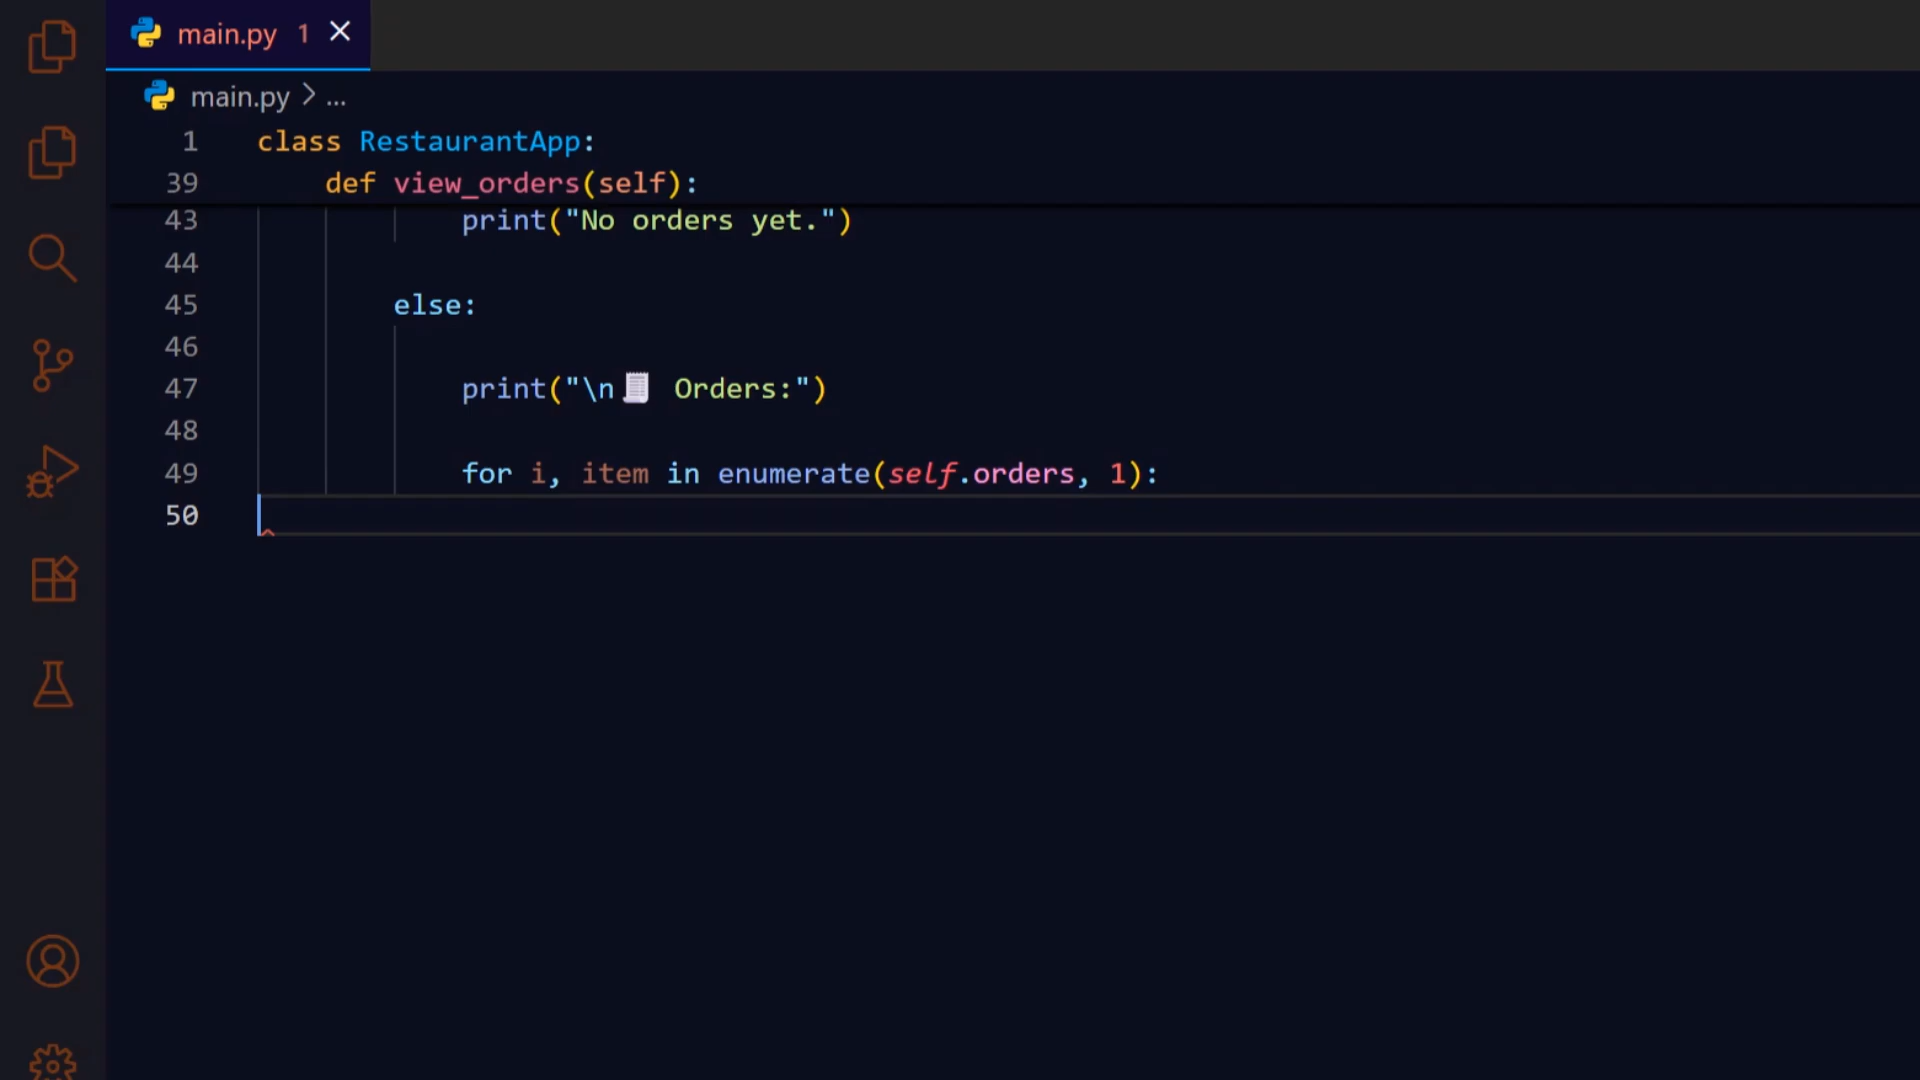 main.py 1
main.py > ...
1 class RestaurantApp:
39 def view_orders(self):
43 print("No orders yet.")
44
45 else:
46
47 print("\n🧾 Orders:")
48
49 for i, item in enumerate(self.orders, 1):
50